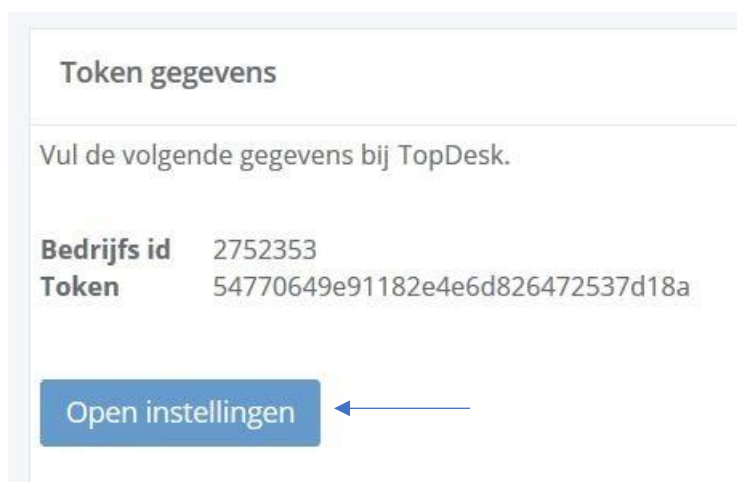 Token gegevens
Vul de volgende gegevens bij TopDesk.
Bedrijfs id 2752353
Token 54770649e91182e4e6d826472537d18a
Open instellingen